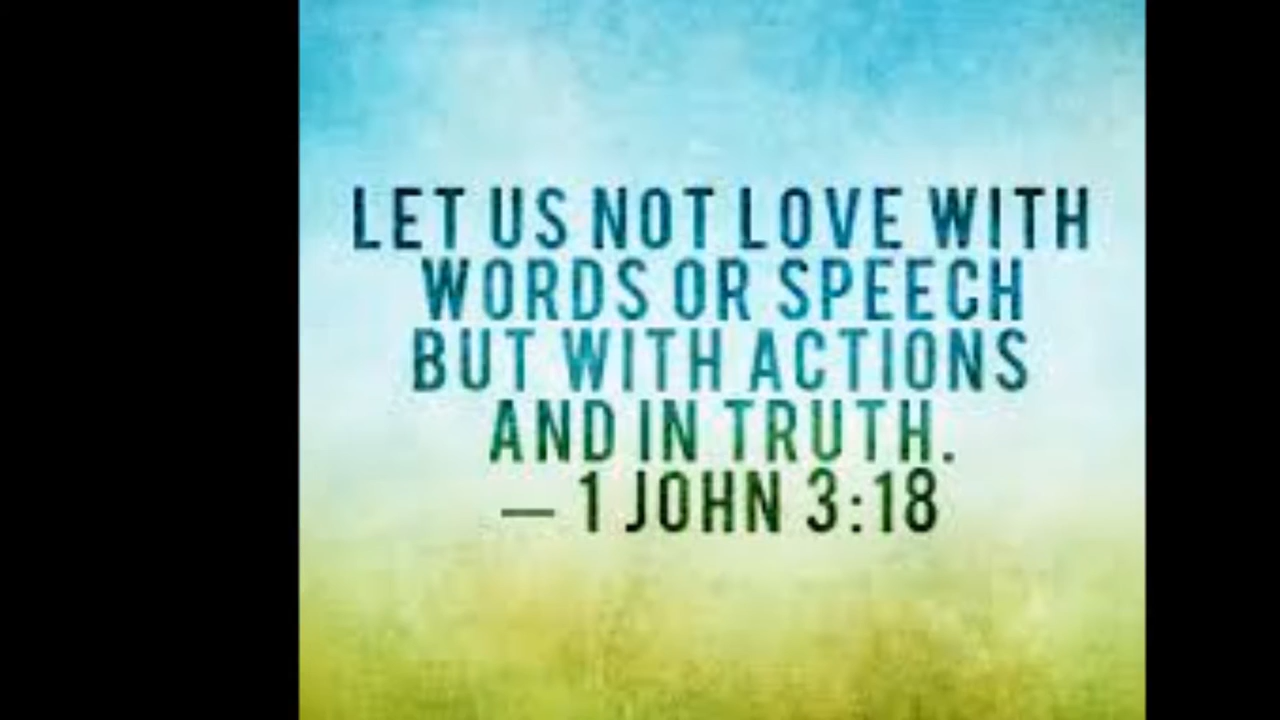 LET US NOT LOVE WITH
WORDS OR SPEECH
BUT WITH ACTIONS
AND IN TRUTH.
— 1 JOHN 3:18